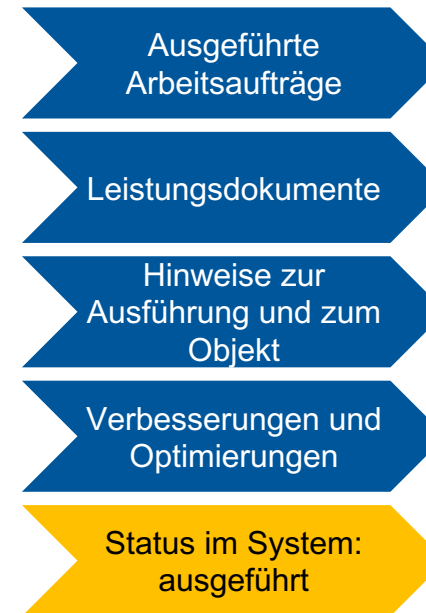 Ausgeführte
Arbeitsaufträge
Leistungsdokumente
Hinweise zur
Ausführung und zum
Objekt
Verbesserungen und
Optimierungen
Status im System:
ausgeführt